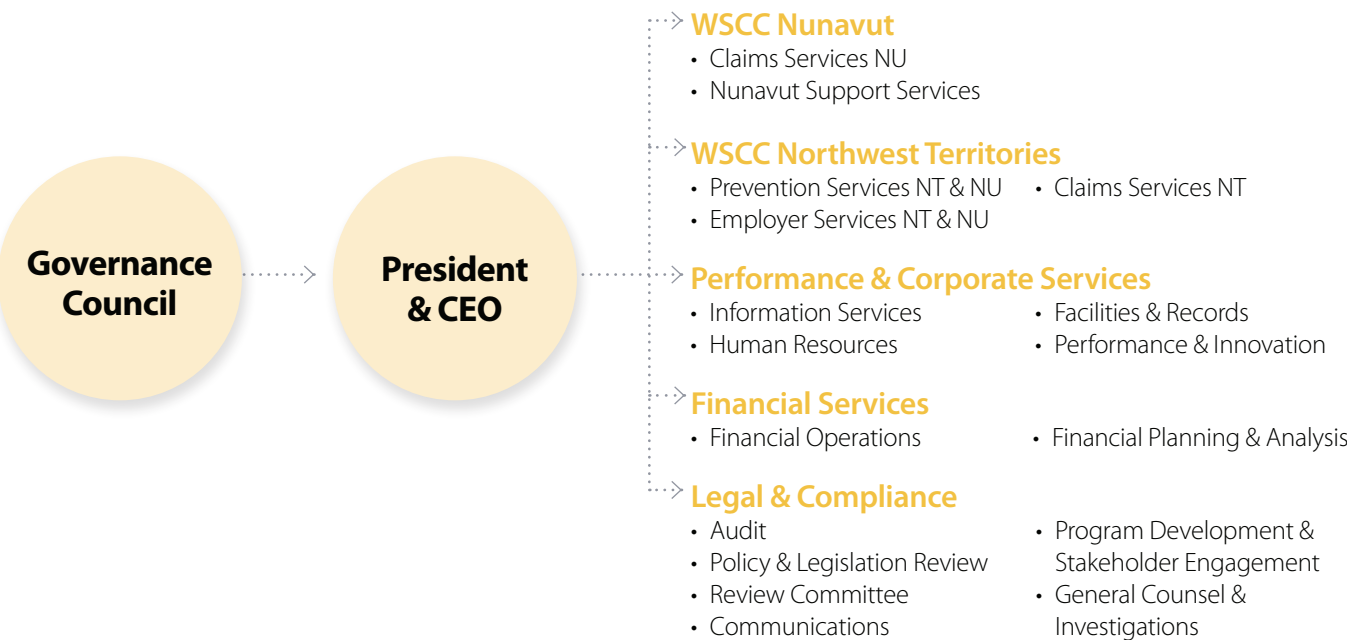 Governance
Council
President
& CEO
WSCC Nunavut
• Claims Services NU
• Nunavut Support Services
WSCC Northwest Territories
• Prevention Services NT & NU
• Employer Services NT & NU
• Claims Services NT
Performance & Corporate Services
• Information Services
• Human Resources
• Facilities & Records
• Performance & Innovation
Financial Services
• Financial Operations
• Financial Planning & Analysis
Legal & Compliance
• Audit
• Policy & Legislation Review
• Review Committee
• Communications
• Program Development &
Stakeholder Engagement
• General Counsel &
Investigations